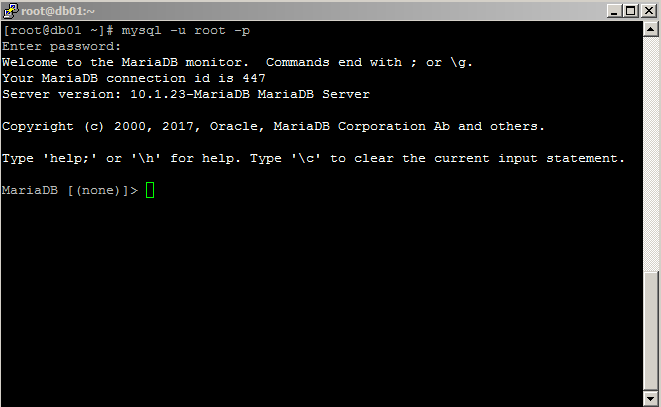 root@db01:~
[root@db01 ~]# mysql -u root -p
Enter password:
Welcome to the MariaDB monitor.  Commands end with ; or \g.
Your MariaDB connection id is 447
Server version: 10.1.23-MariaDB MariaDB Server
Copyright (c) 2000, 2017, Oracle, MariaDB Corporation Ab and others.
Type 'help;' or '\h' for help. Type '\c' to clear the current input statement.
MariaDB [(none)]>